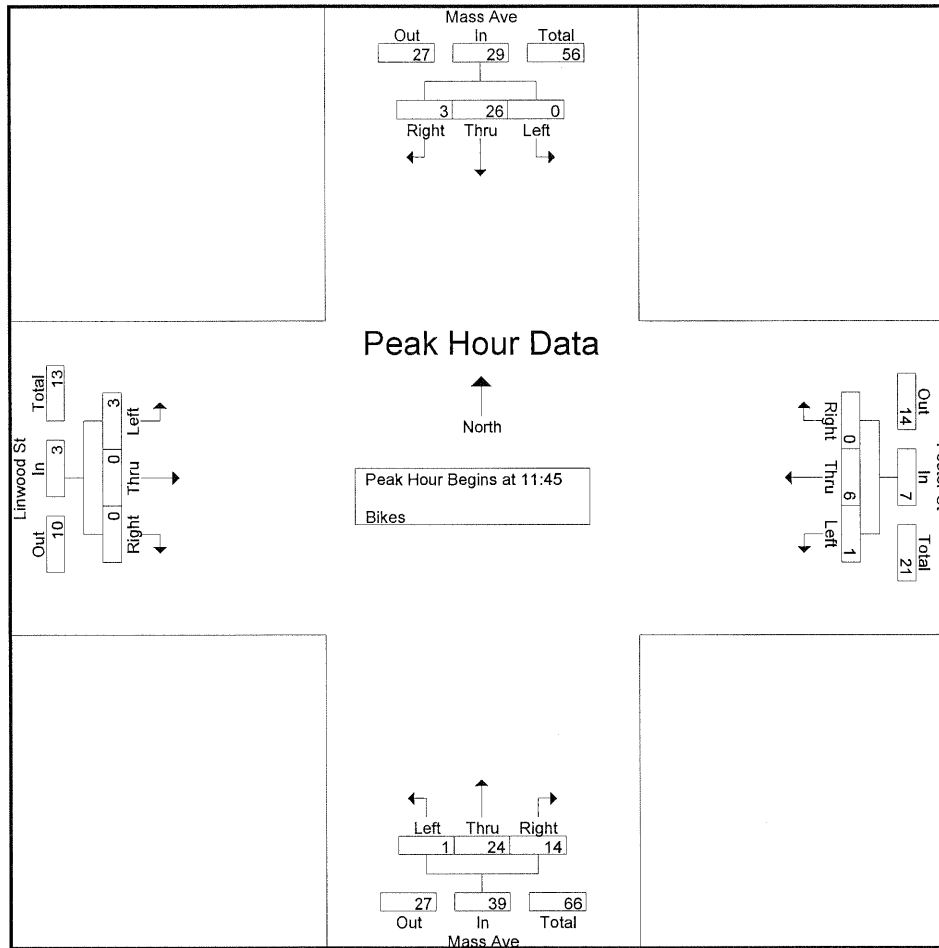 Mass Ave
Out In Total
27 29 56
3 26 0
Right Thru Left
Peak Hour Data
North
Peak Hour Begins at 11:45
Bikes
Linwood St
Total In Out
13 3 10
3 0 0
Left Thru Right
Right Thru Left
0 6 1
14 7 21
Out In Total
St
Left Thru Right
1 24 14
27 39 66
Out In Total
Mass Ave